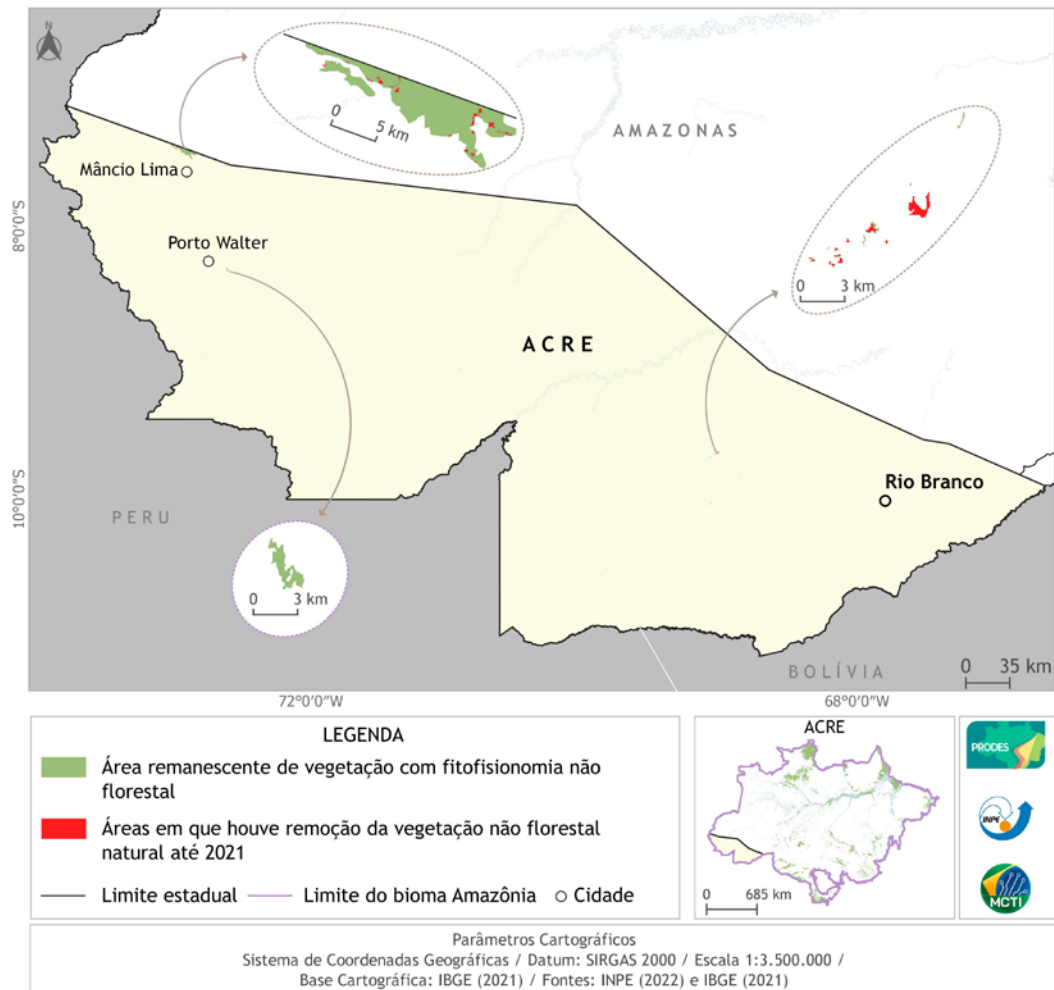 N
0
5 km
AMAZONAS
Mâncio Lima
Porto Walter
8°0'0"S
0 3 km
ACRE
Rio Branco
10°0'0"S
PERU
0 3 km
BOLÍVIA
0 35 km
72°0'0"W
68°0'0"W
LEGENDA
Área remanescente de vegetação com fitofisionomia não
florestal
Áreas em que houve remoção da vegetação não florestal
natural até 2021
Limite estadual
Limite do bioma Amazônia
Cidade
ACRE
0 685 km
PRODES
INPE
MCTI
Parâmetros Cartográficos
Sistema de Coordenadas Geográficas / Datum: SIRGAS 2000 / Escala 1:3.500.000 /
Base Cartográfica: IBGE (2021) / Fontes: INPE (2022) e IBGE (2021)